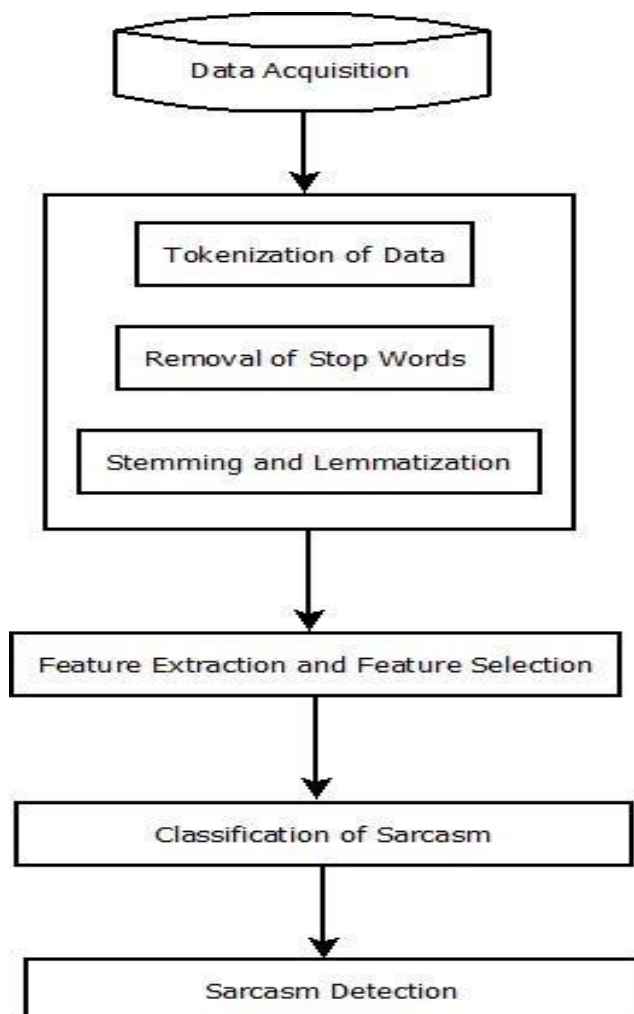 Data Acquisition
Tokenization of Data
Removal of Stop Words
Stemming and Lemmatization
Feature Extraction and Feature Selection
Classification of Sarcasm
Sarcasm Detection